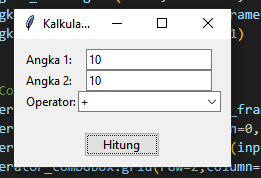 Kalkula...
Angka 1: 10
Angka 2: 10
Operator: +
Hitung